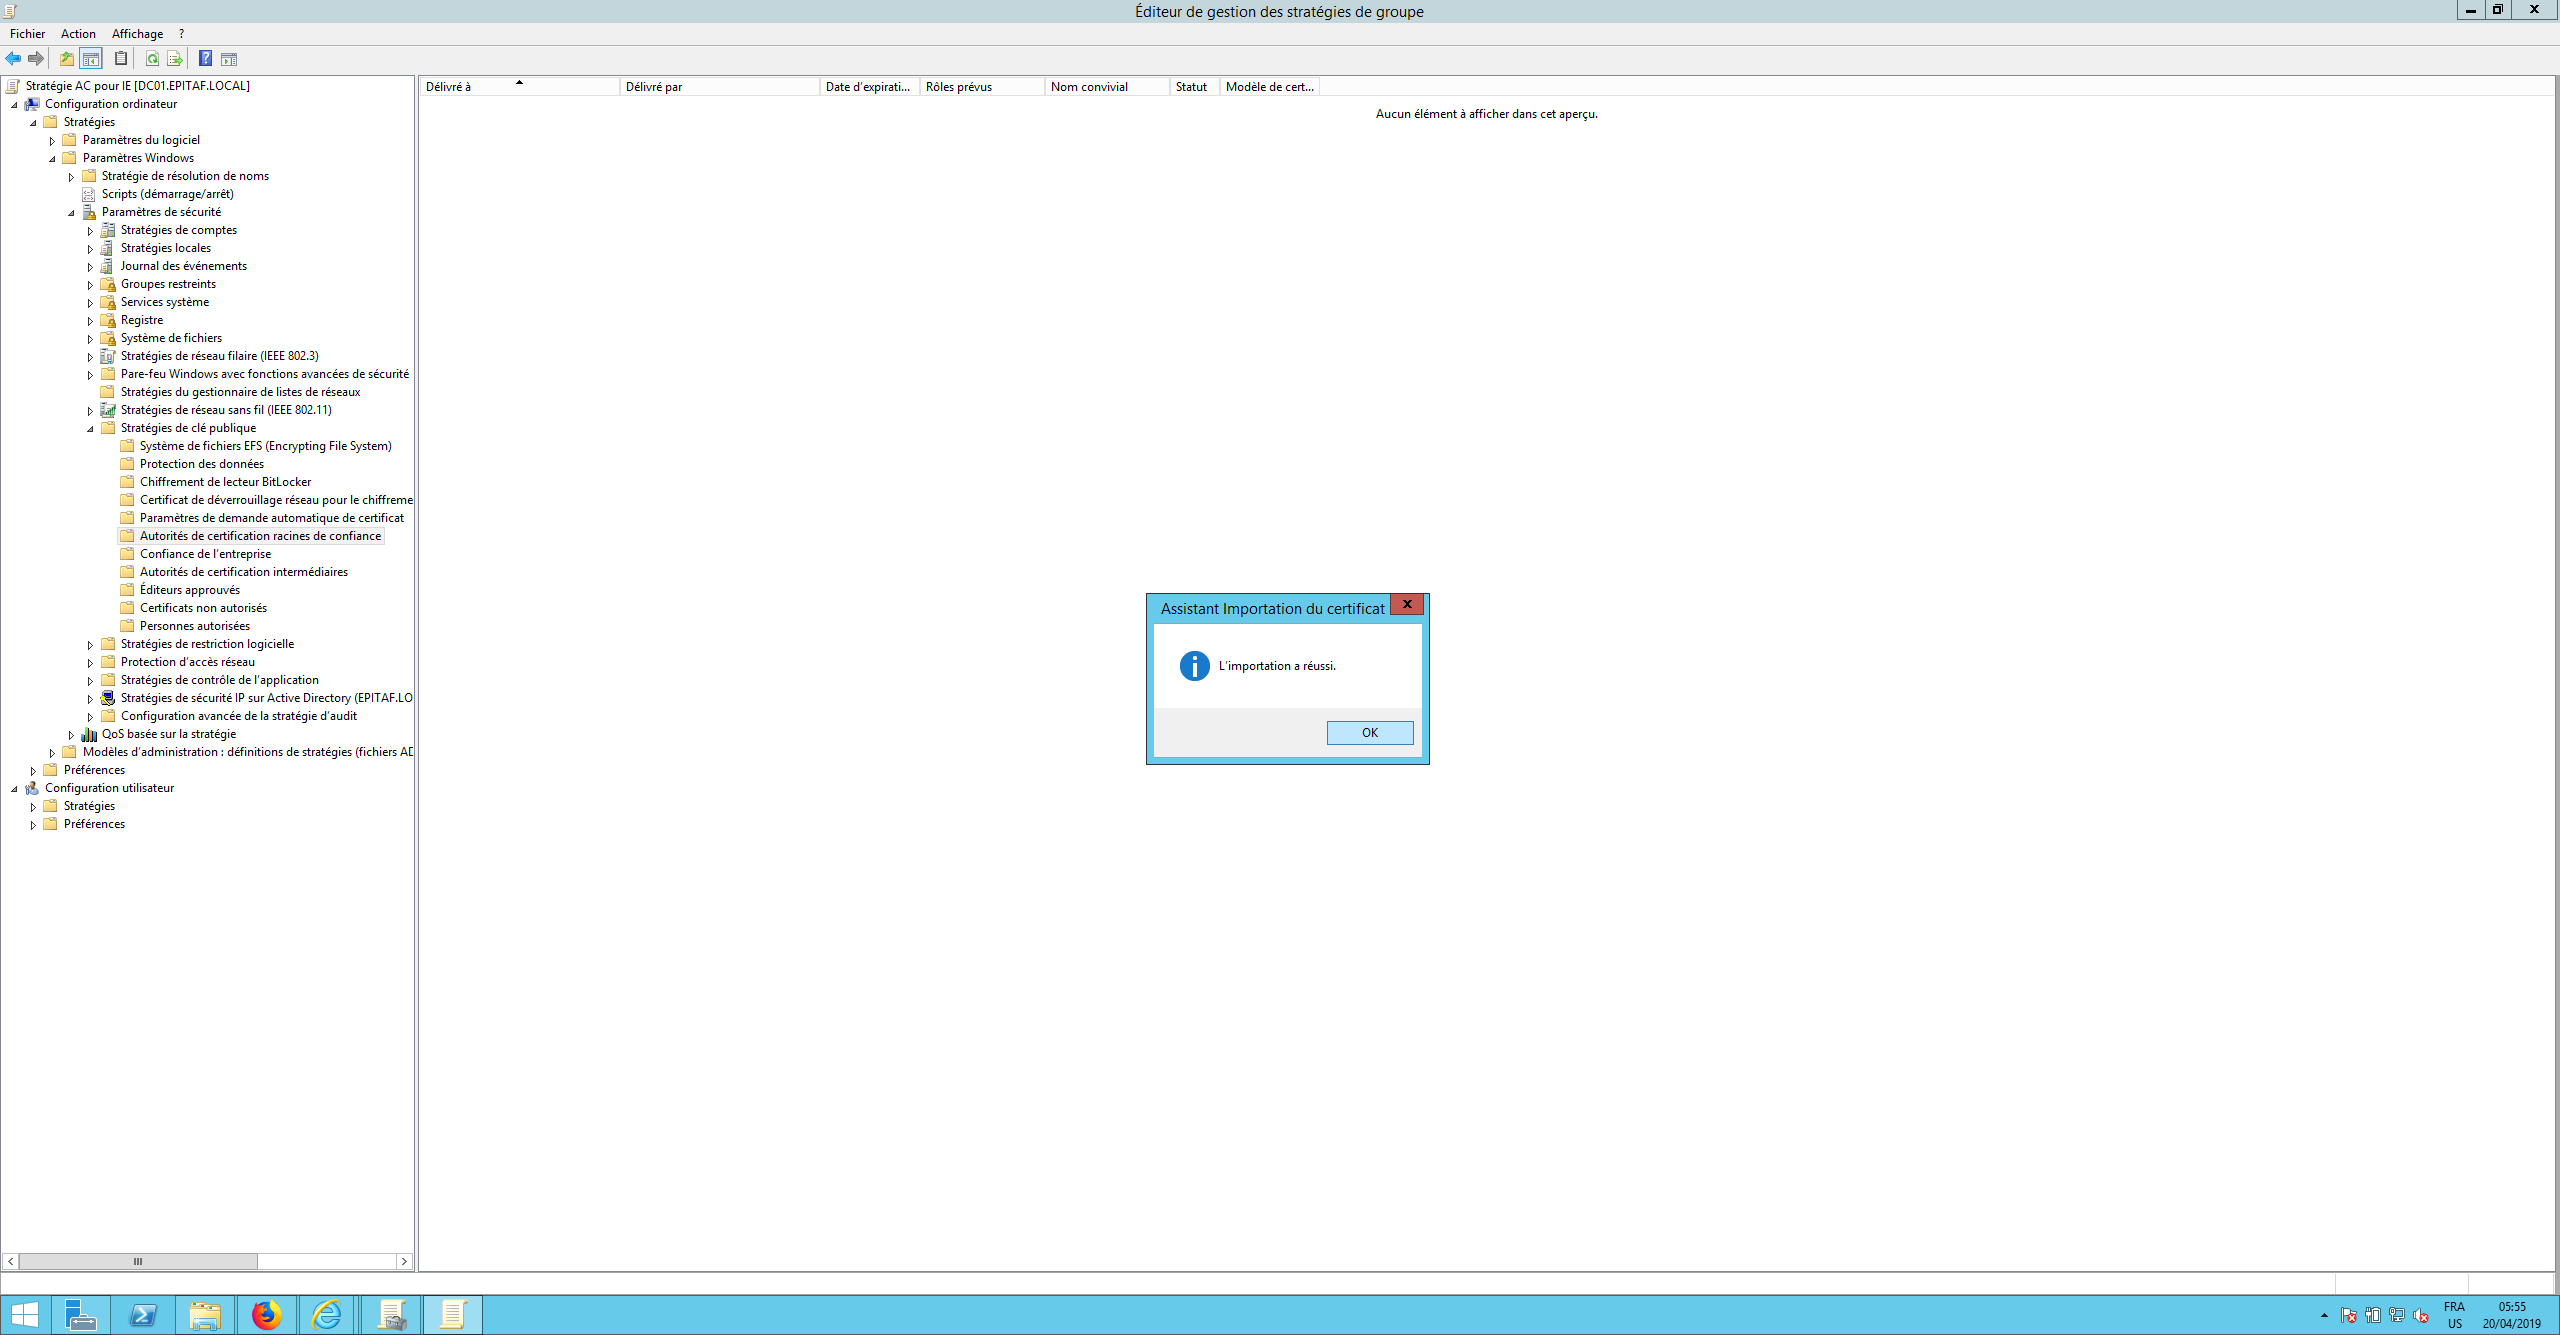 Éditeur de gestion des stratégies de groupe
Fichier Action Affichage ?
Stratégie AC pour IE [DC01.EPITAF.LOCAL]
Configuration ordinateur
Stratégies
Paramètres du logiciel
Paramètres Windows
Stratégie de résolution de noms
Scripts (démarrage/arrêt)
Paramètres de sécurité
Stratégies de comptes
Stratégies locales
Journal des événements
Groupes restreints
Services système
Registre
Système de fichiers
Stratégies de réseau filaire (IEEE 802.3)
Pare-feu Windows avec fonctions avancées de sécurité
Stratégies du gestionnaire de listes de réseaux
Stratégies de réseau sans fil (IEEE 802.11)
Stratégies de clé publique
Système de fichiers EFS (Encrypting File System)
Protection des données
Chiffrement de lecteur BitLocker
Certificat de déverrouillage réseau pour le chiffreme
Paramètres de demande automatique de certificat
Autorités de certification racines de confiance
Confiance de l'entreprise
Autorités de certification intermédiaires
Éditeurs approuvés
Certificats non autorisés
Personnes autorisées
Stratégies de restriction logicielle
Protection d'accès réseau
Stratégies de contrôle de l'application
Stratégies de sécurité IP sur Active Directory (EPITAF.LO
Configuration avancée de la stratégie d'audit
QoS basée sur la stratégie
Modèles d'administration : définitions de stratégies (fichiers AD
Préférences
Configuration utilisateur
Stratégies
Préférences
Délivré à Délivré par Date d'expirati... Rôles prévus Nom convivial Statut Modèle de cert...
Aucun élément à afficher dans cet aperçu.
Assistant Importation du certificat
L'importation a réussi.
OK
FRA 05:55
US 20/04/2019